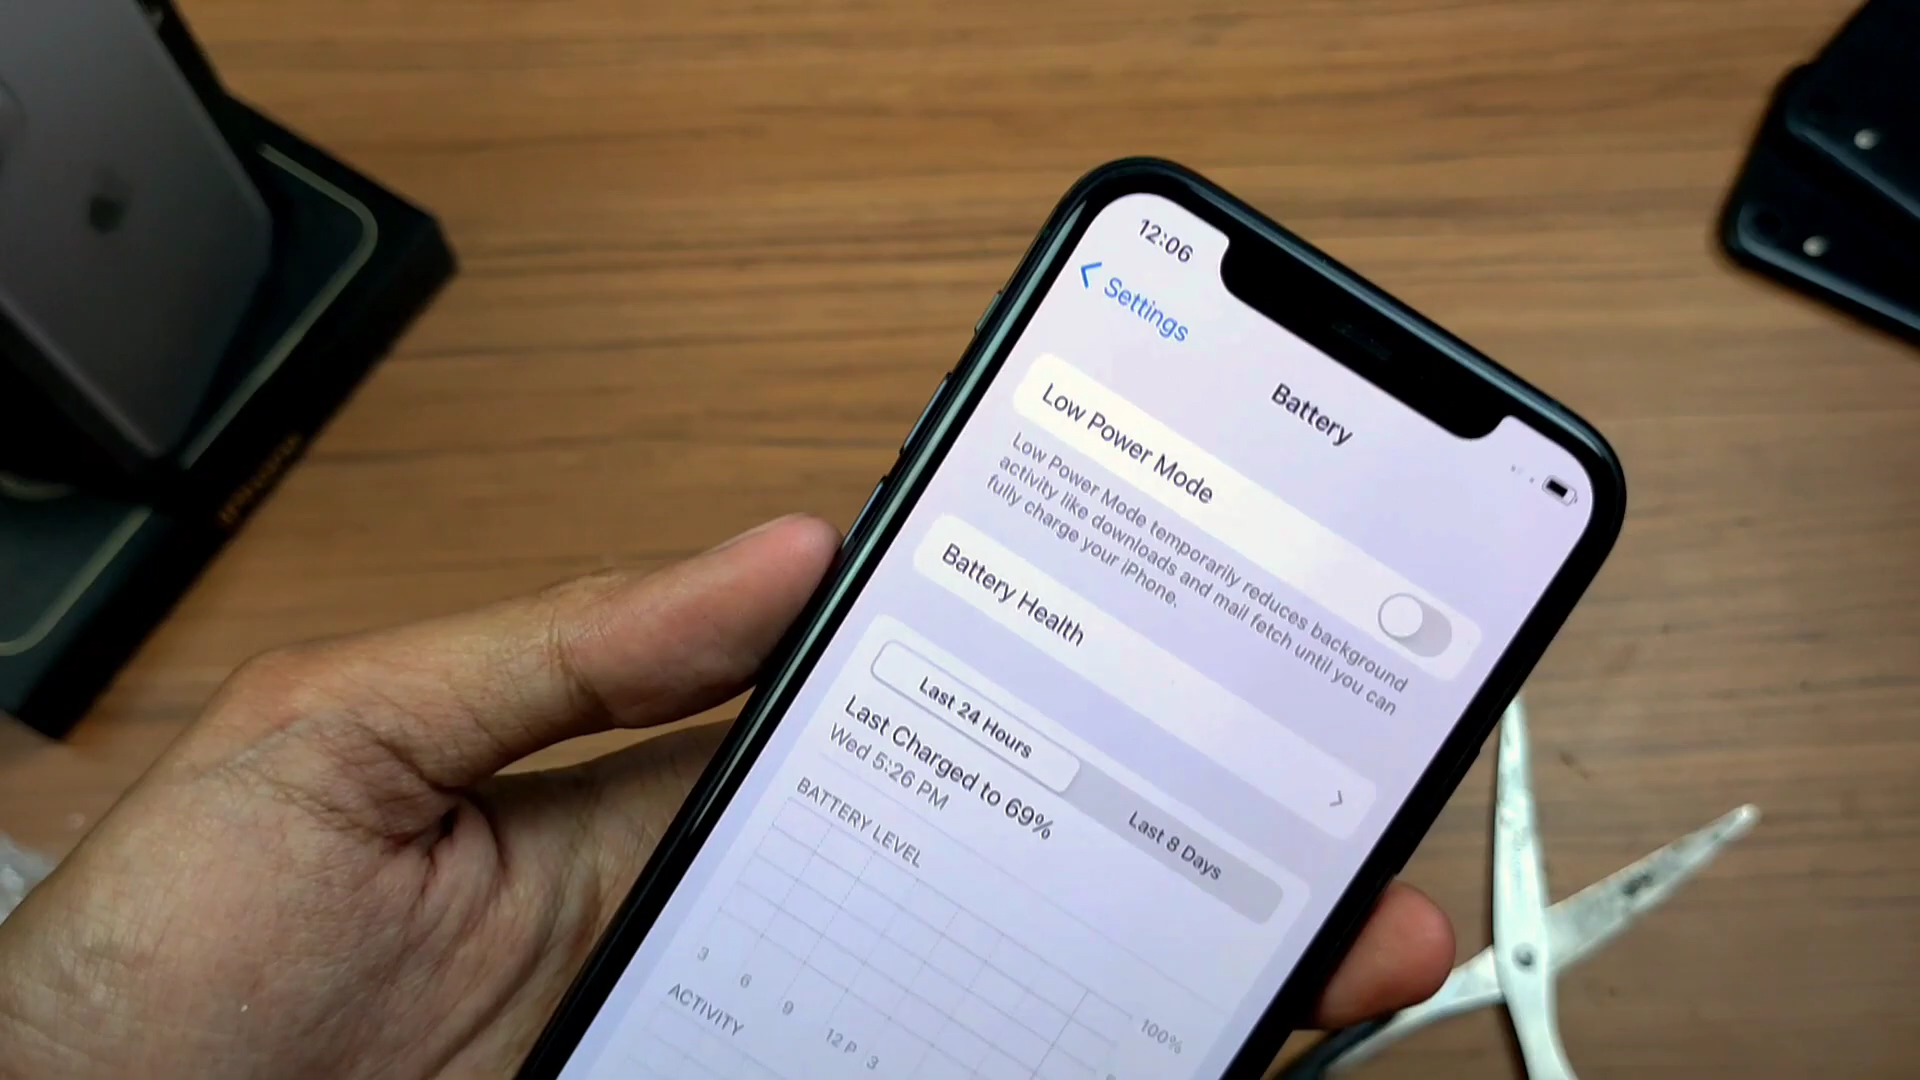 12:06
Settings
Battery
Low Power Mode
Low Power Mode temporarily reduces background
activity like downloads and mail fetch until you can
fully charge your iPhone.
Battery Health
Last 24 Hours
Last 8 Days
Last Charged to 69%
Wed 5:26 PM
BATTERY LEVEL
100%
3 6 9 12 P 3
ACTIVITY